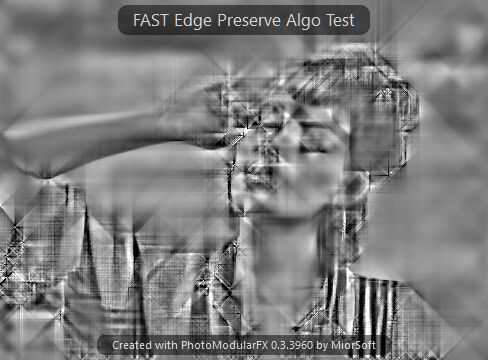 FAST Edge Preserve Algo Test
Created with PhotoModularFX 0.3.3960 by MiorSoft